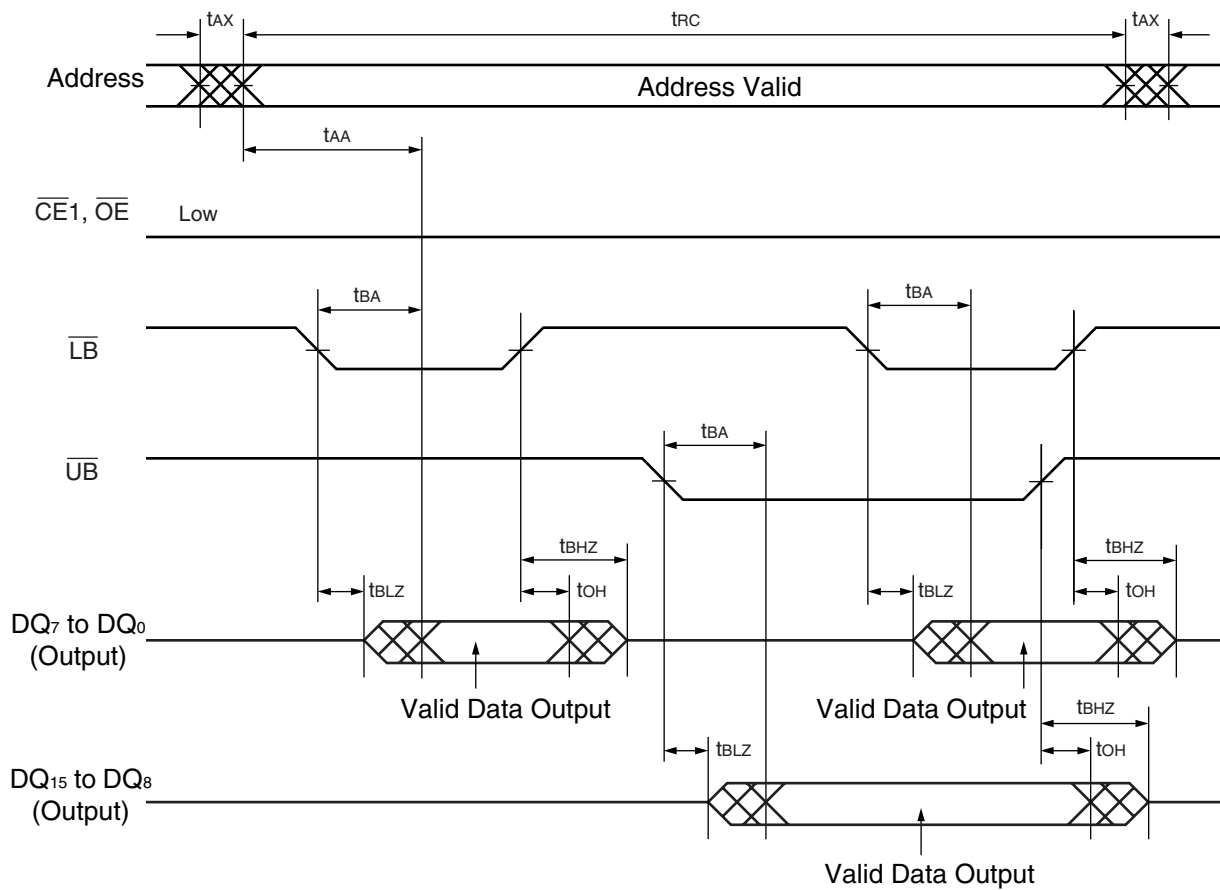 tAX
tRC
tAX
Address
Address Valid
tAA
CE1, OE
Low
tBA
tBA
LB
tBA
UB
tBHZ
tBHZ
tBLZ
tOH
tBLZ
tOH
DQ7 to DQ0
(Output)
Valid Data Output
Valid Data Output
tBHZ
tBLZ
tOH
DQ15 to DQ8
(Output)
Valid Data Output